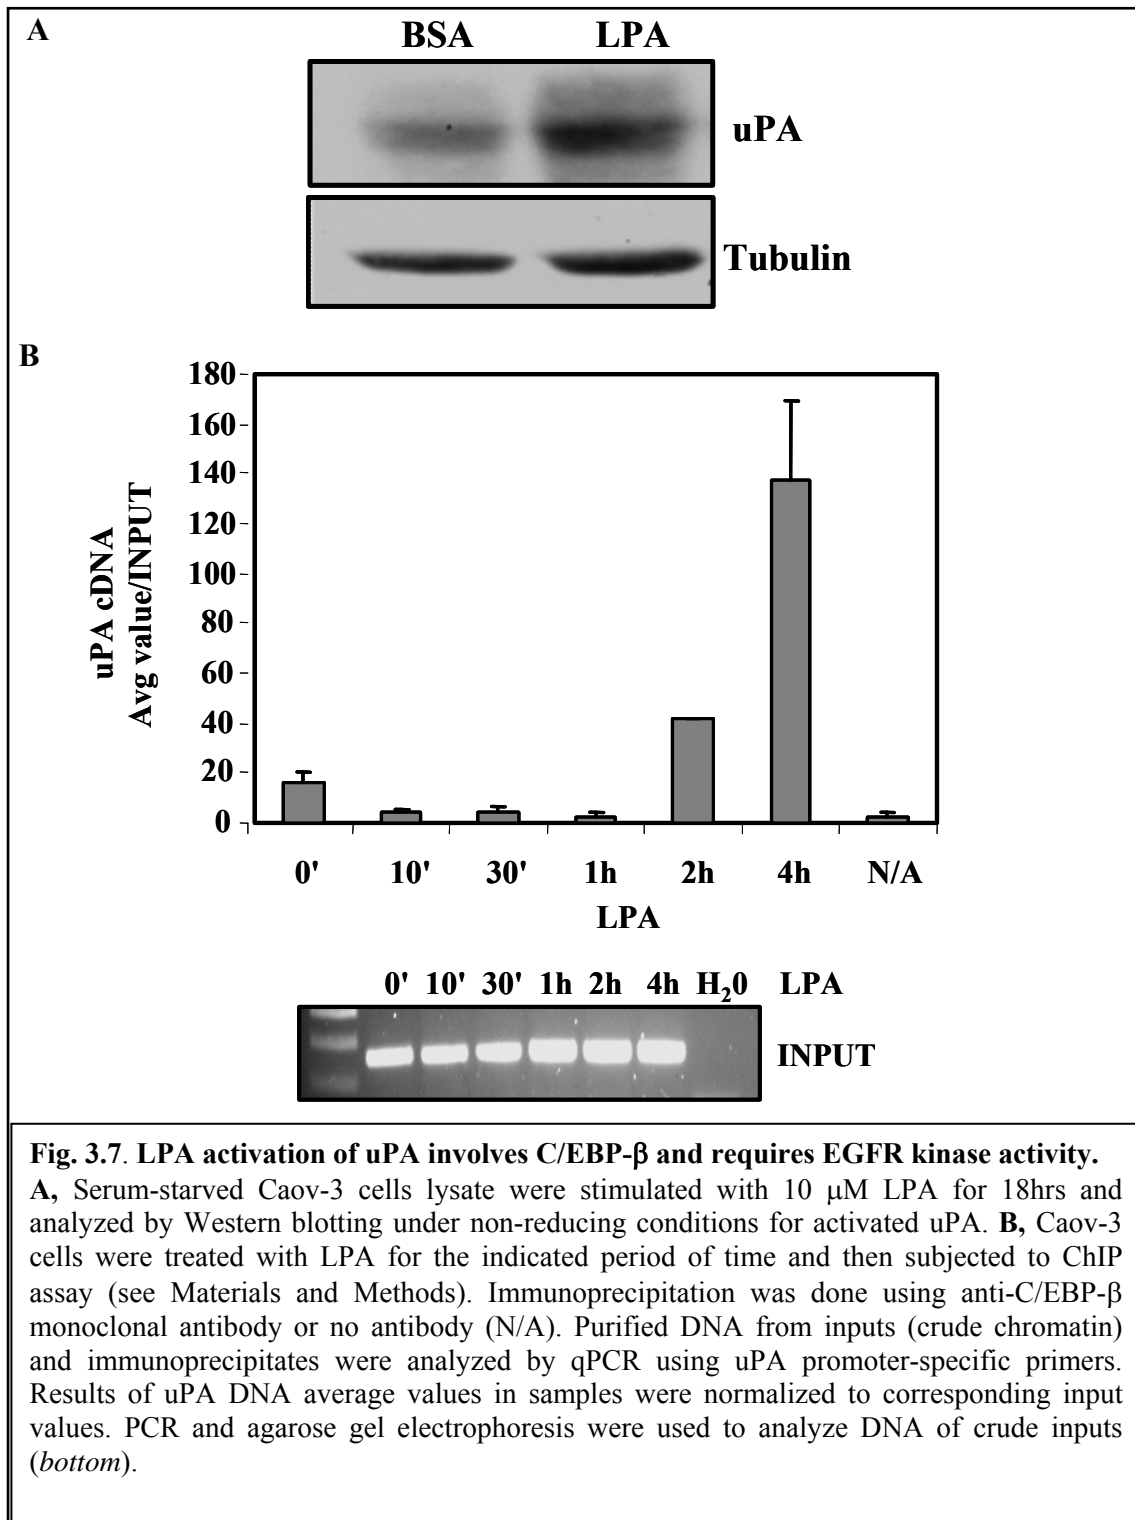 A
BSA LPA
uPA
Tubulin
B
180
160
140
120
100
80
60
40
20
0
uPA cDNA
Avg value/INPUT
0' 10' 30' 1h 2h 4h N/A
LPA
0' 10' 30' 1h 2h 4h H₂0 LPA
INPUT
Fig. 3.7. LPA activation of uPA involves C/EBP-β and requires EGFR kinase activity.
A, Serum-starved Caov-3 cells lysate were stimulated with 10 μM LPA for 18hrs and
analyzed by Western blotting under non-reducing conditions for activated uPA. B, Caov-3
cells were treated with LPA for the indicated period of time and then subjected to ChIP
assay (see Materials and Methods). Immunoprecipitation was done using anti-C/EBP-β
monoclonal antibody or no antibody (N/A). Purified DNA from inputs (crude chromatin)
and immunoprecipitates were analyzed by qPCR using uPA promoter-specific primers.
Results of uPA DNA average values in samples were normalized to corresponding input
values. PCR and agarose gel electrophoresis were used to analyze DNA of crude inputs
(bottom).